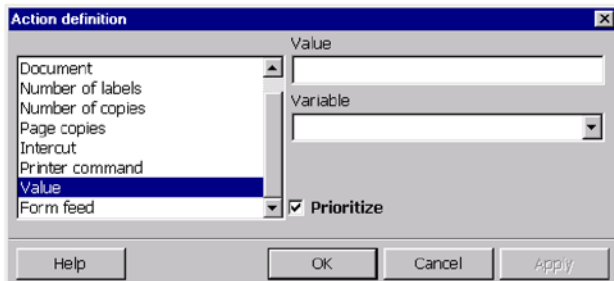 Action definition
Value
Document
Number of labels
Number of copies
Page copies
Intercut
Printer command
Value
Form feed
Variable
Prioritize
Help
OK
Cancel
Apply